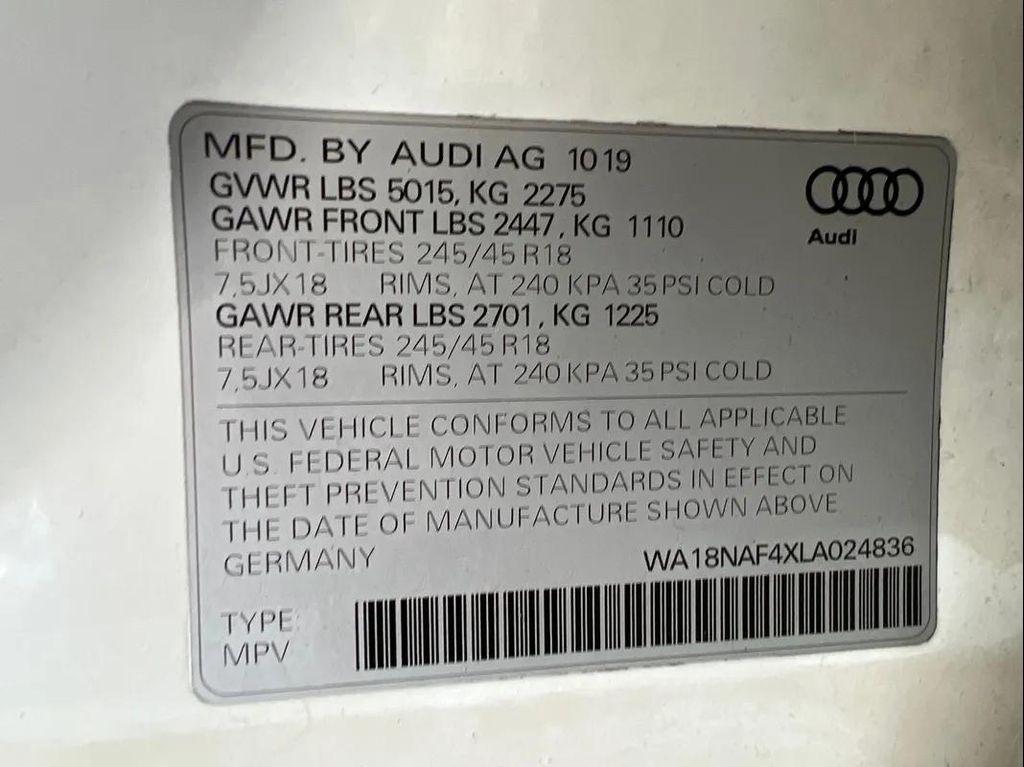 MFD. BY AUDI AG 1019
GVWR LBS 5015, KG 2275
GAWR FRONT LBS 2447, KG 1110
FRONT-TIRES 245/45 R18
7,5JX18 RIMS, AT 240 KPA 35 PSI COLD
GAWR REAR LBS 2701, KG 1225
REAR-TIRES 245/45 R18
7,5JX18 RIMS, AT 240 KPA 35 PSI COLD
Audi
THIS VEHICLE CONFORMS TO ALL APPLICABLE
U.S. FEDERAL MOTOR VEHICLE SAFETY AND
THEFT PREVENTION STANDARDS IN EFFECT ON
THE DATE OF MANUFACTURE SHOWN ABOVE
GERMANY WA18NAF4XLA024836
TYPE:
MPV